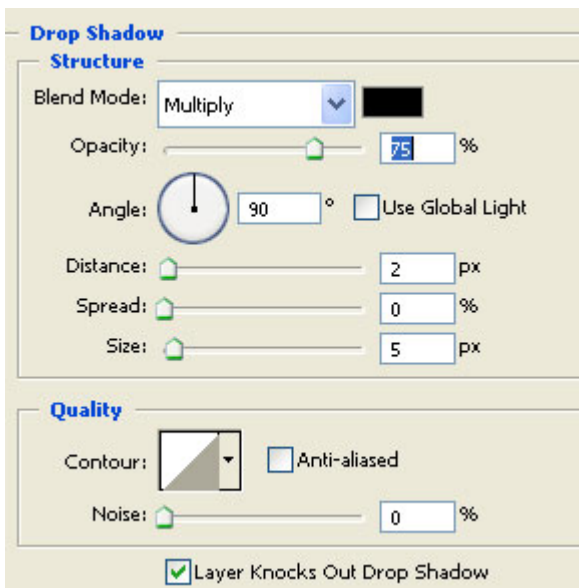 Drop Shadow
Structure
Blend Mode: Multiply
Opacity: 75 %
Angle: 90 ° Use Global Light
Distance: 2 px
Spread: 0 %
Size: 5 px
Quality
Contour: Anti-aliased
Noise: 0 %
Layer Knocks Out Drop Shadow